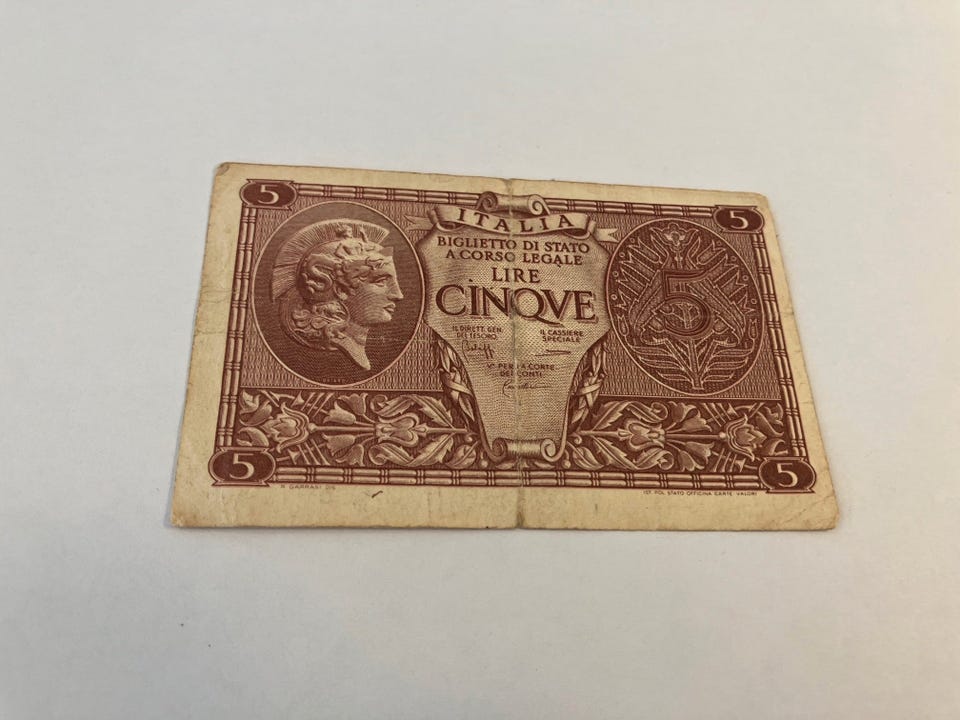 5
5
ITALIA
BIGLIETTO DI STATO
A CORSO LEGALE
LIRE
CINQVE
5
IL DIRETT. GEN.
DEL TESORO
IL CASSIERE
SPECIALE
Vº PER LA CORTE
DEI CONTI
5
5
IST. POL. STATO OFFICINA CARTE VALORI